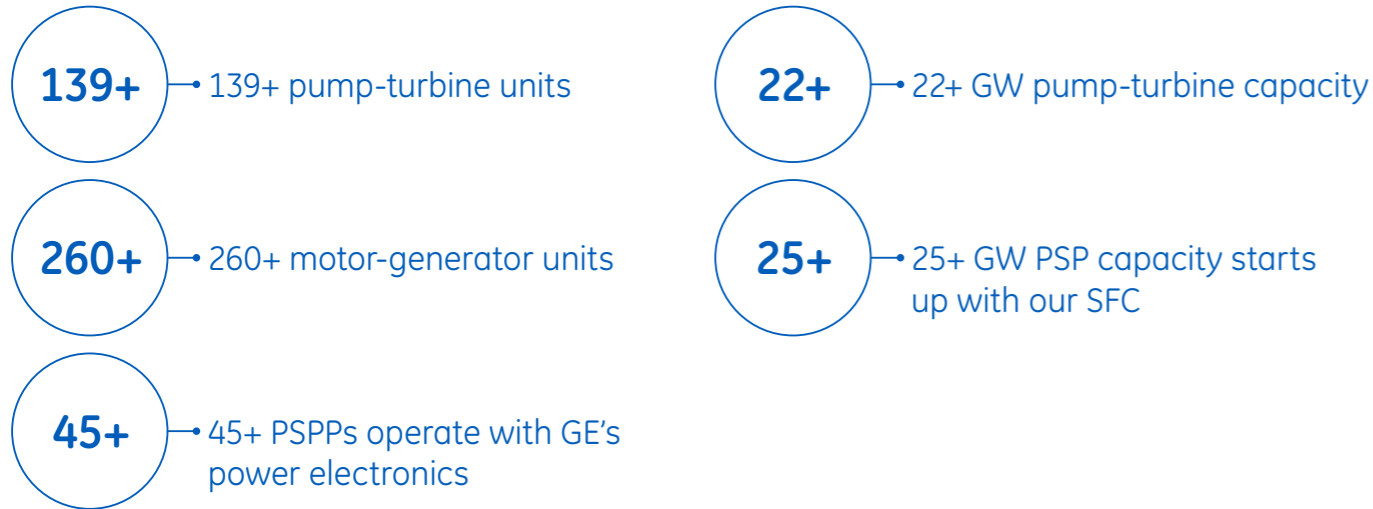 139+
139+ pump-turbine units
22+
22+ GW pump-turbine capacity
260+
260+ motor-generator units
25+
25+ GW PSP capacity starts
up with our SFC
45+
45+ PSPPs operate with GE’s
power electronics